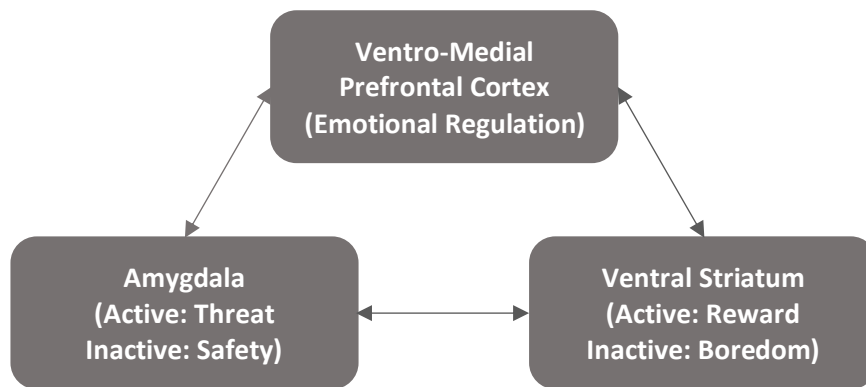 Ventro-Medial
Prefrontal Cortex
(Emotional Regulation)
Amygdala
(Active: Threat
Inactive: Safety)
Ventral Striatum
(Active: Reward
Inactive: Boredom)